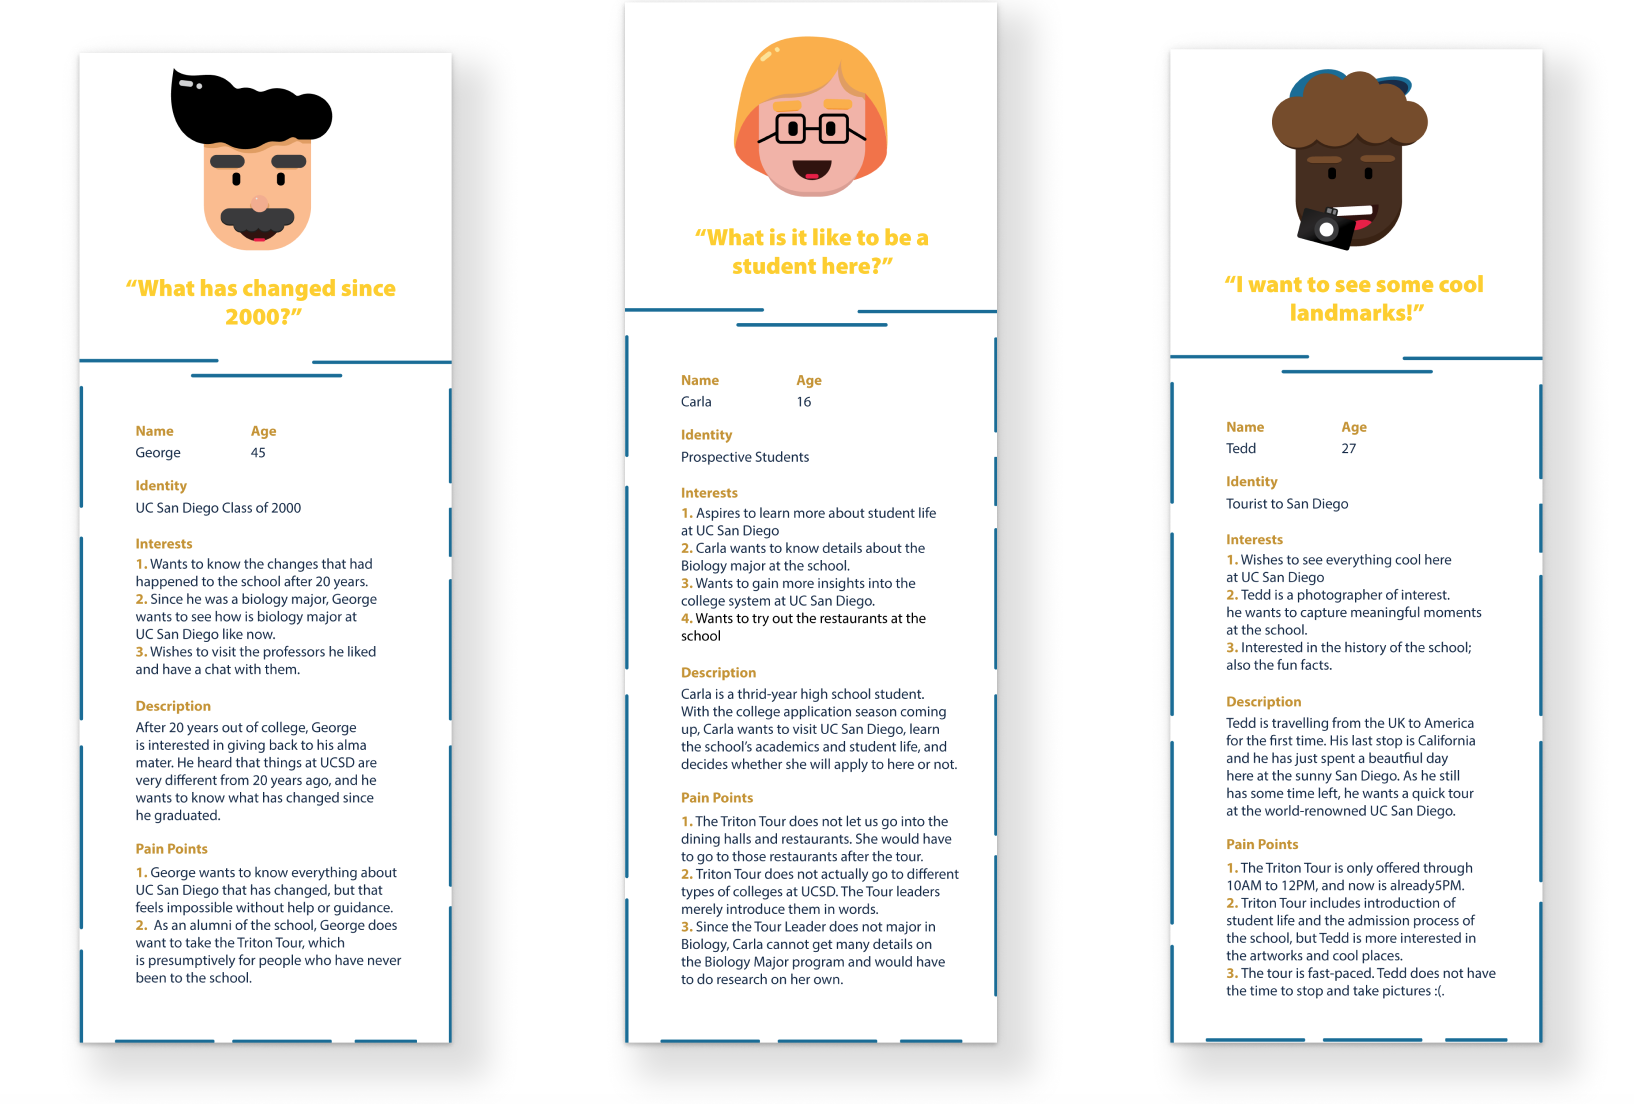 “What has changed since
2000?”
Name Age
George 45
Identity
UC San Diego Class of 2000
Interests
1. Wants to know the changes that had
happened to the school after 20 years.
2. Since he was a biology major, George
wants to see how is biology major at
UC San Diego like now.
3. Wishes to visit the professors he liked
and have a chat with them.
Description
After 20 years out of college, George
is interested in giving back to his alma
mater. He heard that things at UCSD are
very different from 20 years ago, and he
wants to know what has changed since
he graduated.
Pain Points
1. George wants to know everything about
UC San Diego that has changed, but that
feels impossible without help or guidance.
2. As an alumni of the school, George does
want to take the Triton Tour, which
is presumptively for people who have never
been to the school.
“What is it like to be a
student here?”
Name Age
Carla 16
Identity
Prospective Students
Interests
1. Aspires to learn more about student life
at UC San Diego
2. Carla wants to know details about the
Biology major at the school.
3. Wants to gain more insights into the
college system at UC San Diego.
4. Wants to try out the restaurants at the
school
Description
Carla is a thrid-year high school student.
With the college application season coming
up, Carla wants to visit UC San Diego, learn
the school’s academics and student life, and
decides whether she will apply to here or not.
Pain Points
1. The Triton Tour does not let us go into the
dining halls and restaurants. She would have
to go to those restaurants after the tour.
2. Triton Tour does not actually go to different
types of colleges at UCSD. The Tour leaders
merely introduce them in words.
3. Since the Tour Leader does not major in
Biology, Carla cannot get many details on
the Biology Major program and would have
to do research on her own.
“I want to see some cool
landmarks!”
Name Age
Tedd 27
Identity
Tourist to San Diego
Interests
1. Wishes to see everything cool here
at UC San Diego
2. Tedd is a photographer of interest.
he wants to capture meaningful moments
at the school.
3. Interested in the history of the school;
also the fun facts.
Description
Tedd is travelling from the UK to America
for the first time. His last stop is California
and he has just spent a beautfiul day
here at the sunny San Diego. As he still
has some time left, he wants a quick tour
at the world-renowned UC San Diego.
Pain Points
1. The Triton Tour is only offered through
10AM to 12PM, and now is already5PM.
2. Triton Tour includes introduction of
student life and the admission process of
the school, but Tedd is more interested in
the artworks and cool places.
3. The tour is fast-paced. Tedd does not have
the time to stop and take pictures :(.